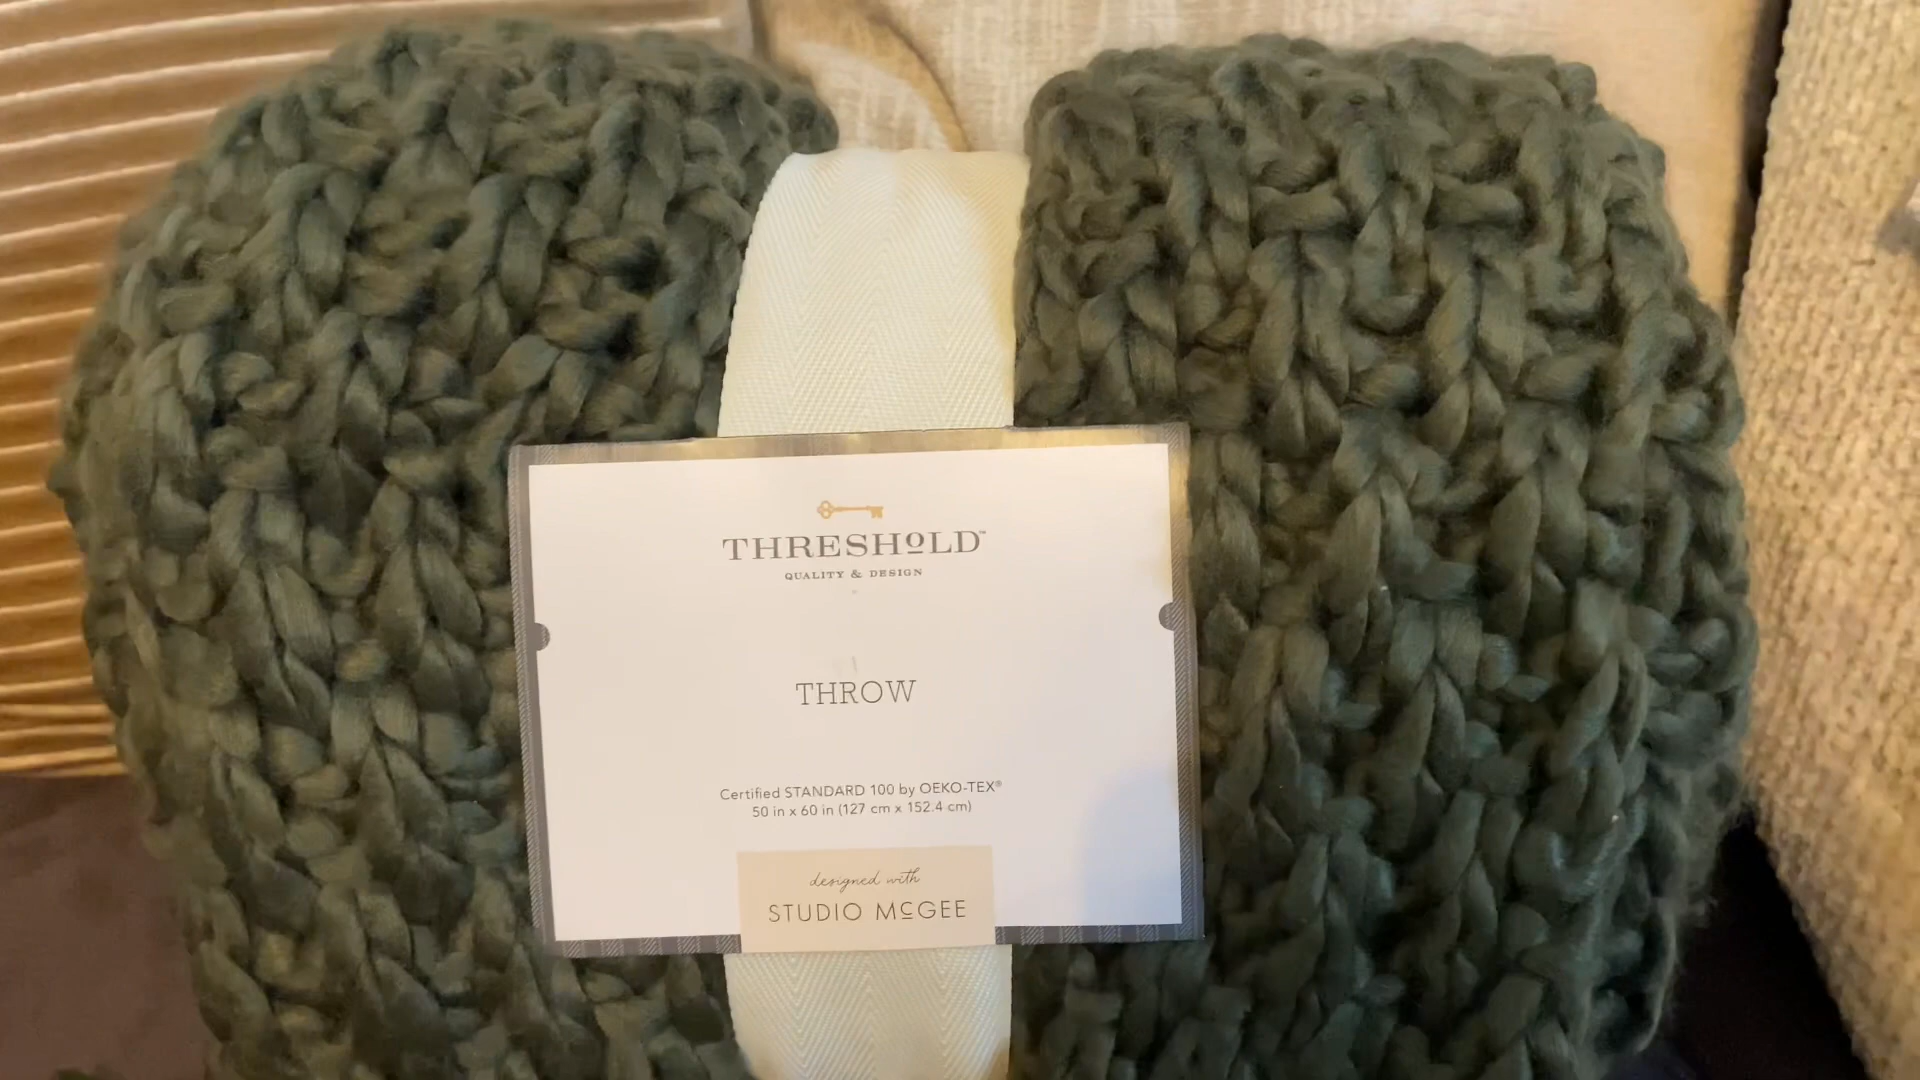 THRESHOLD™
QUALITY & DESIGN
THROW
Certified STANDARD 100 by OEKO-TEX®
50 in x 60 in (127 cm x 152.4 cm)
designed with
STUDIO McGEE